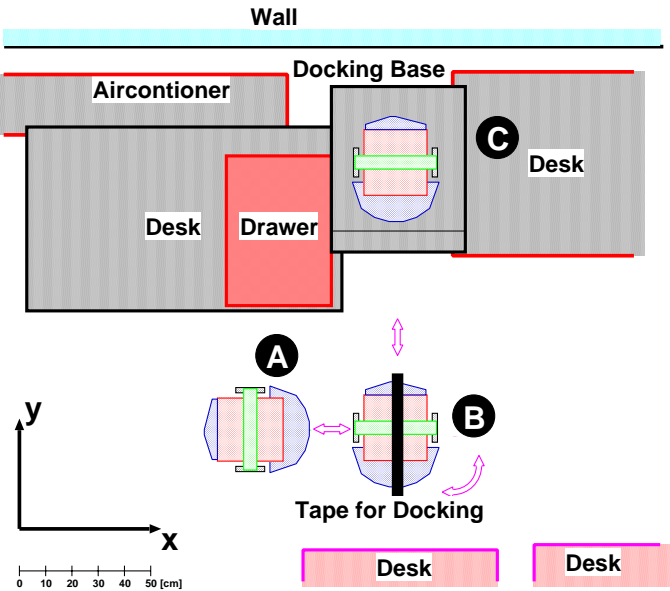 Wall
Docking Base
Aircontioner
C
Desk
Desk
Drawer
A
B
y
Tape for Docking
x
Desk
Desk
0 10 20 30 40 50 [cm]